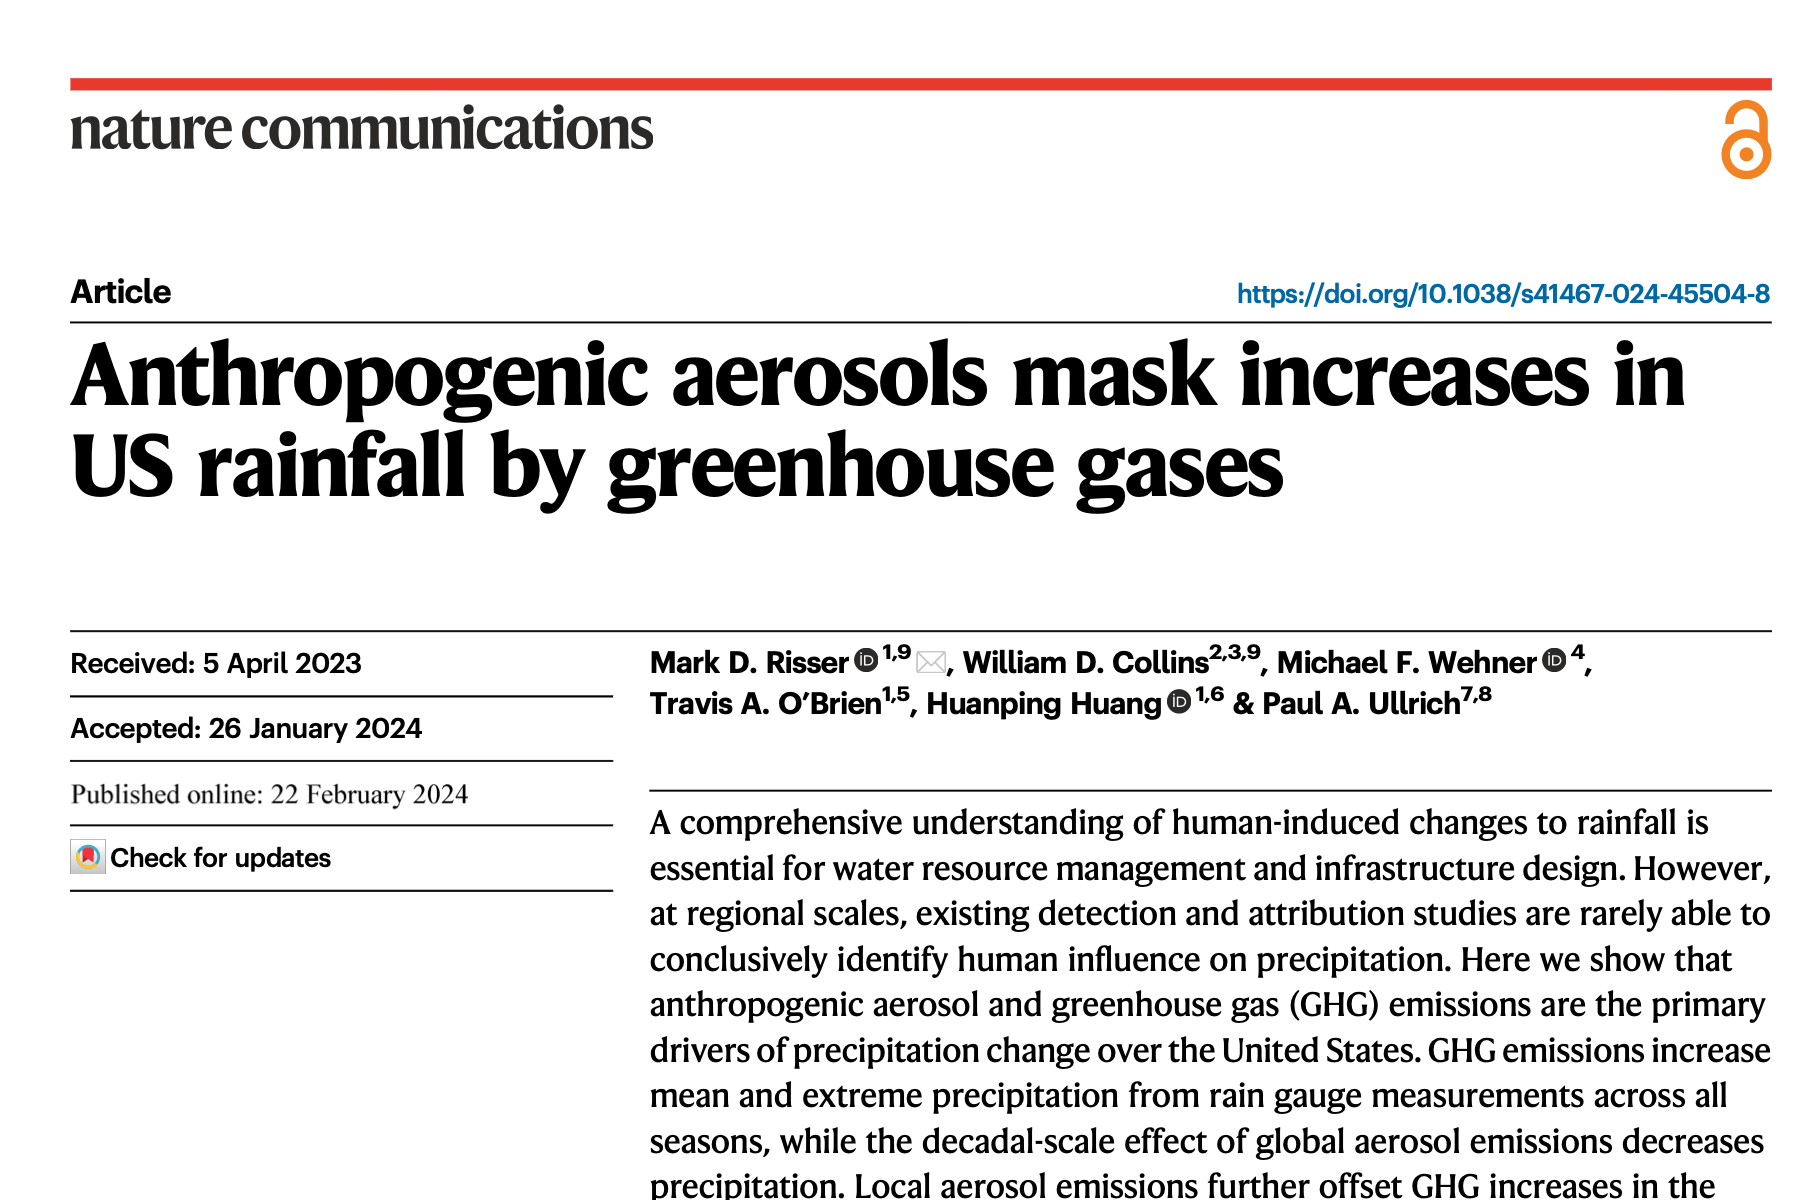 nature communications
Article
https://doi.org/10.1038/s41467-024-45504-8
Anthropogenic aerosols mask increases in
US rainfall by greenhouse gases
Received: 5 April 2023
Accepted: 26 January 2024
Published online: 22 February 2024
Check for updates
Mark D. Risser iD 1,9, William D. Collins2,3,9, Michael F. Wehner iD 4,
Travis A. O’Brien1,5, Huanping Huang iD 1,6 & Paul A. Ullrich7,8
A comprehensive understanding of human-induced changes to rainfall is
essential for water resource management and infrastructure design. However,
at regional scales, existing detection and attribution studies are rarely able to
conclusively identify human influence on precipitation. Here we show that
anthropogenic aerosol and greenhouse gas (GHG) emissions are the primary
drivers of precipitation change over the United States. GHG emissions increase
mean and extreme precipitation from rain gauge measurements across all
seasons, while the decadal-scale effect of global aerosol emissions decreases
precipitation. Local aerosol emissions further offset GHG increases in the